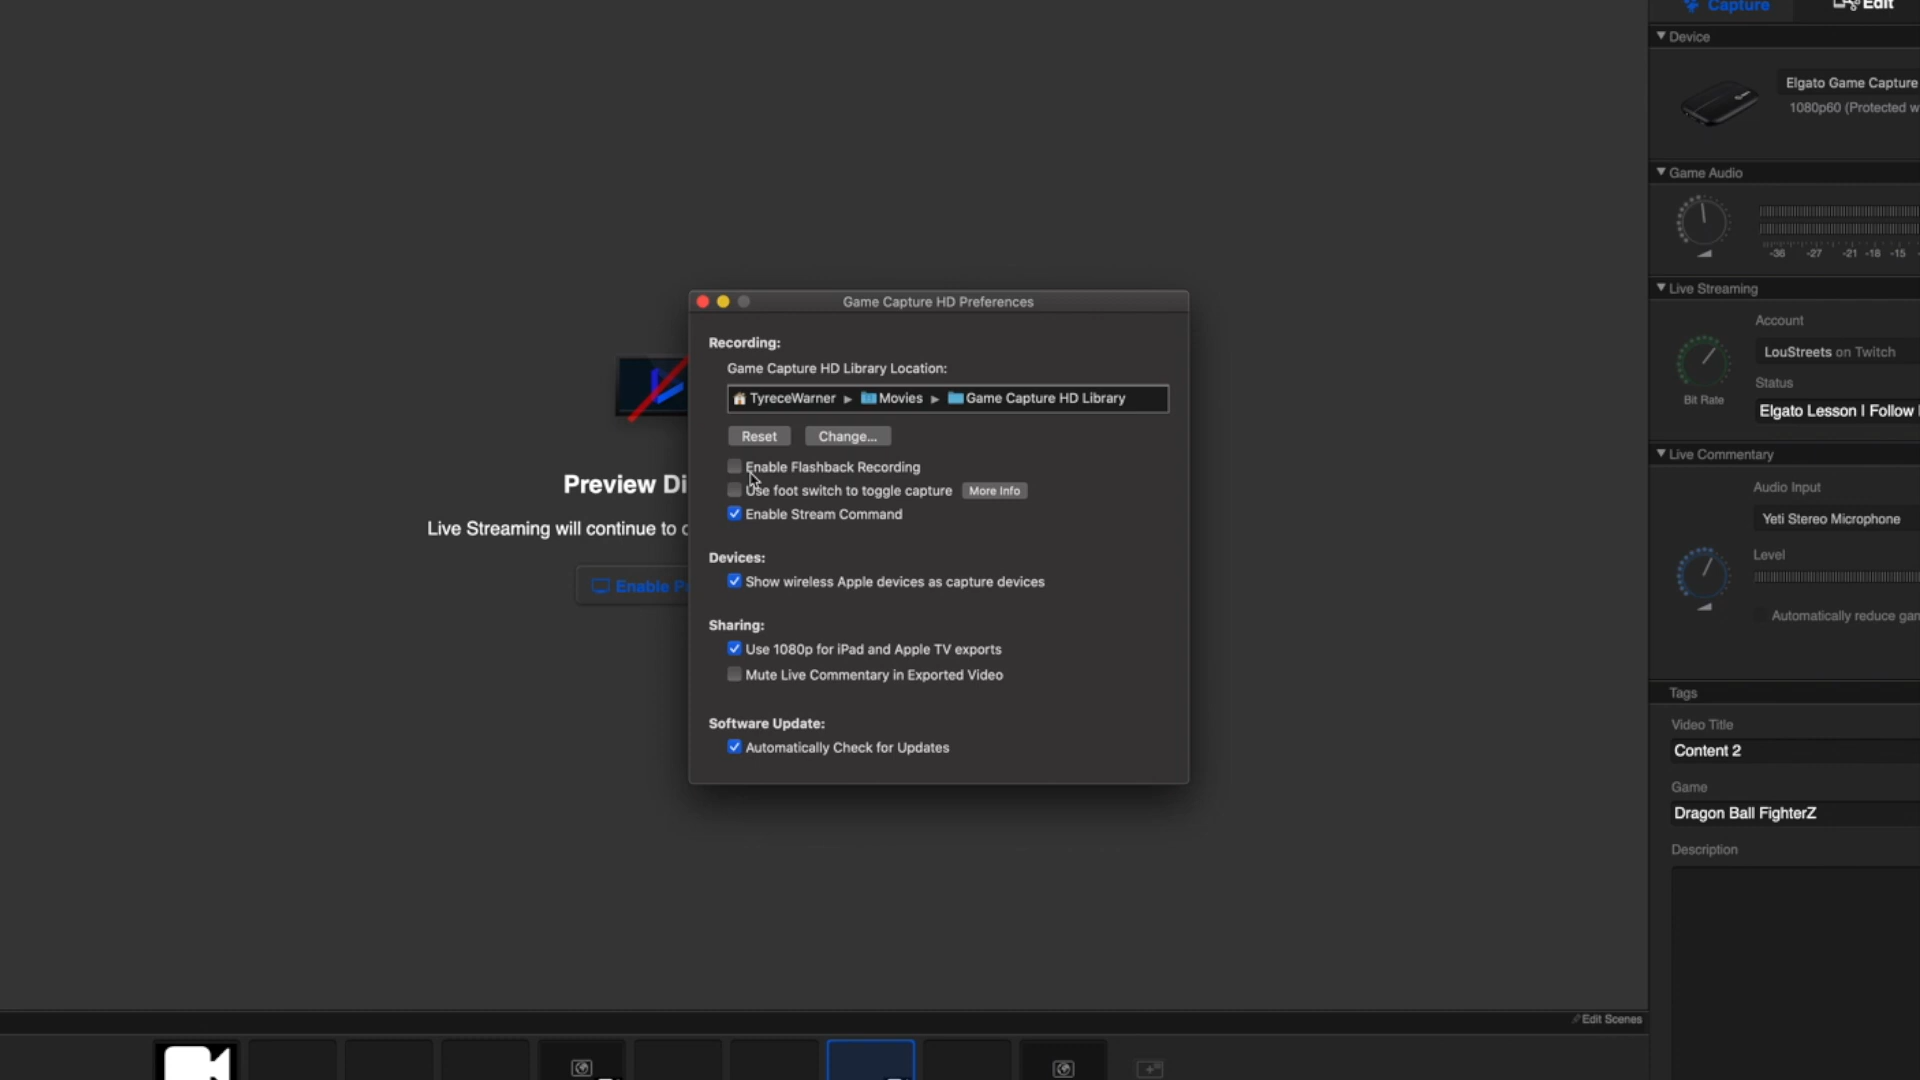 Capture
Edit
Device
Elgato Game Capture
1080p60 (Protected w
Game Audio
-36 -27 -21 -18 -15
Live Streaming
Account
LouStreets on Twitch
Status
Bit Rate
Elgato Lesson I Follow
Live Commentary
Audio Input
Yeti Stereo Microphone
Level
Automatically reduce gam
Tags
Video Title
Content 2
Game
Dragon Ball FighterZ
Description
Game Capture HD Preferences
Recording:
Game Capture HD Library Location:
TyreceWarner ▸ Movies ▸ Game Capture HD Library
Reset Change...
Enable Flashback Recording
Use foot switch to toggle capture More Info
Enable Stream Command
Devices:
Show wireless Apple devices as capture devices
Sharing:
Use 1080p for iPad and Apple TV exports
Mute Live Commentary in Exported Video
Software Update:
Automatically Check for Updates
Preview Di
Live Streaming will continue to
Enable P
Edit Scenes